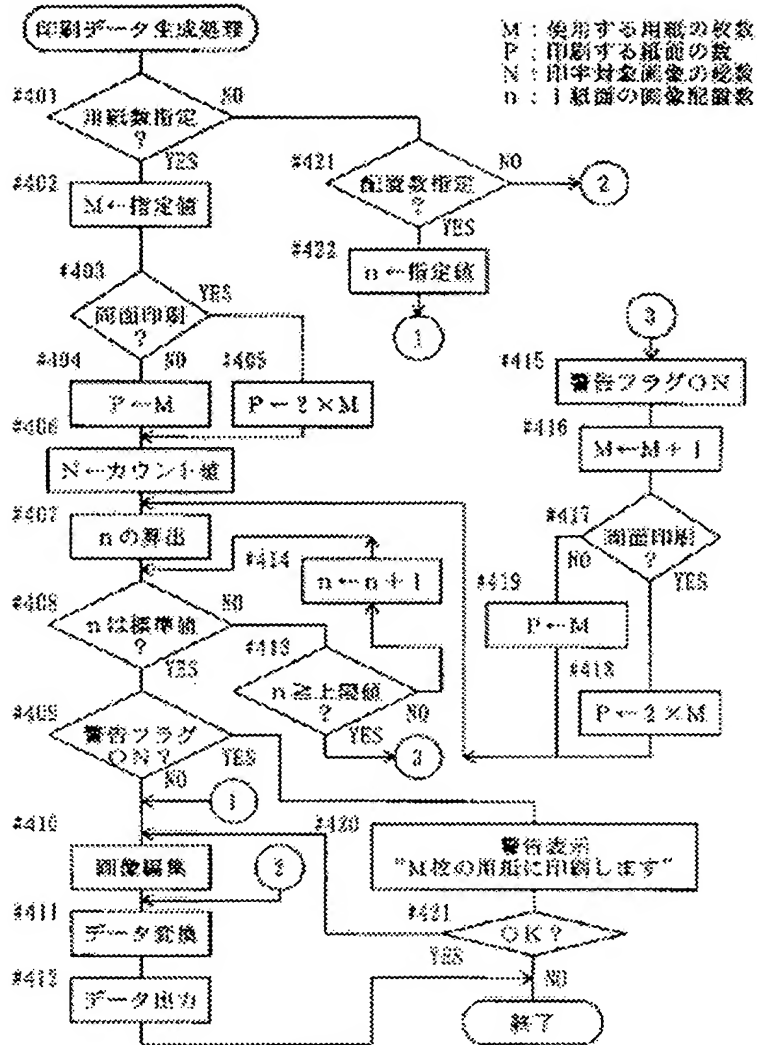 印刷データ生成処理
M：使用する用紙の枚数
P：印刷する紙面の数
N：印字対象画像の総数
n：1紙面の画像配置数
#401
用紙数指定
?
NO
YES
#402
M←指定値
#421
配置数指定
?
NO
2
YES
#422
n←指定値
1
#403
両面印刷
?
YES
NO
#404
P←M
#405
P←2×M
#406
N←カウント値
#407
nの算出
#414
n←n+1
#408
nは標準値
?
NO
YES
#413
n≧上限値
?
NO
YES
3
#409
警告フラグ
ON?
YES
NO
1
#410
画像編集
2
#411
データ変換
#412
データ出力
3
#415
警告フラグON
#416
M←M+1
#417
両面印刷
?
NO
YES
#419
P←M
#418
P←2×M
#420
警告表示
"M枚の用紙に印刷します"
#421
OK?
YES
NO
終了